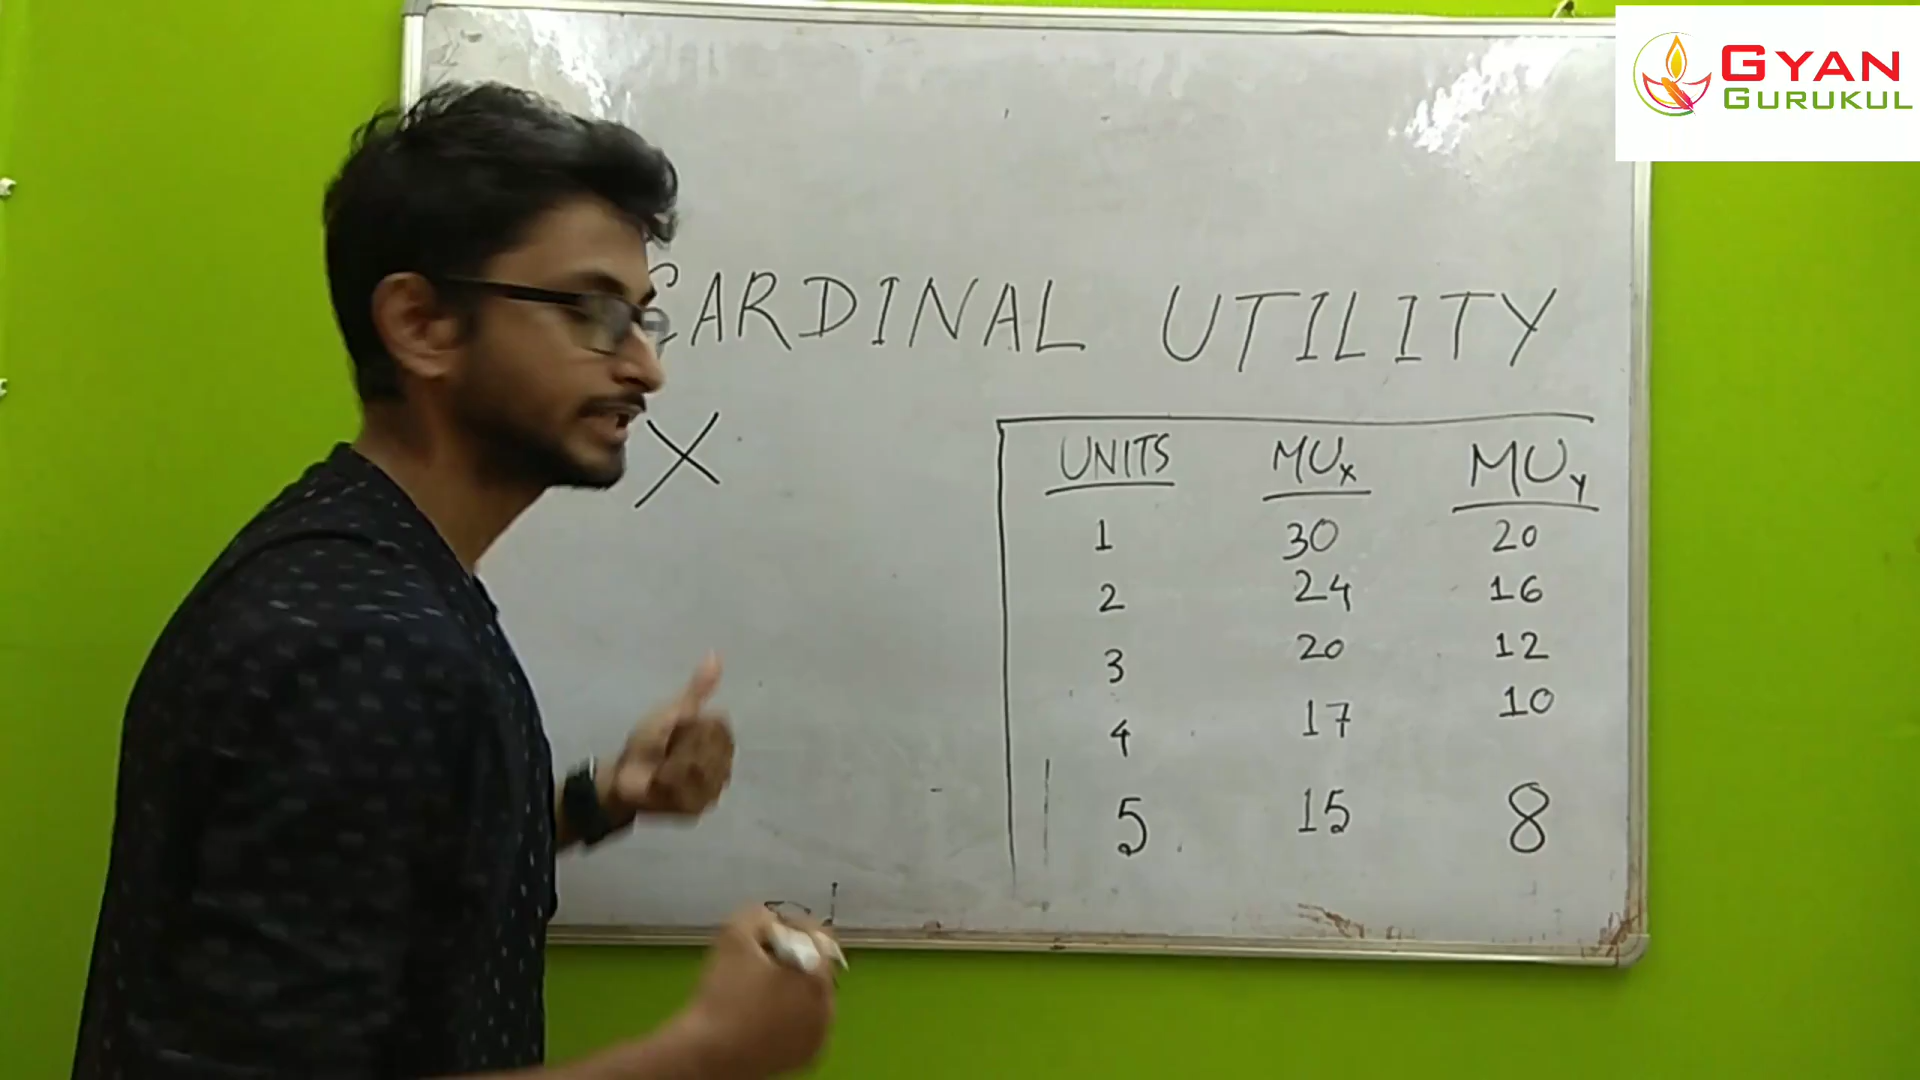 GYAN
GURUKUL
CARDINAL UTILITY
X
UNITS MUx MUY
1 30 20
2 24 16
3 20 12
4 17 10
5 15 8